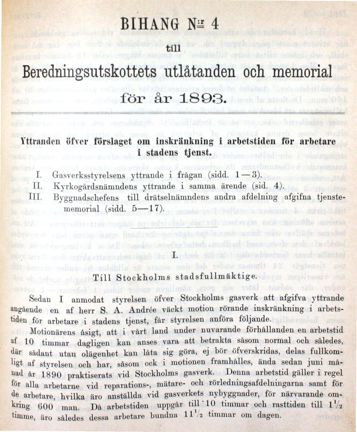 BIHANG Nr 4
till
Beredningsutskottets utlåtanden och memorial
för år 1893.
Yttranden öfver förslaget om inskränkning i arbetstiden för arbetare
i stadens tjenst.
I. Gasverksstyrelsens yttrande i frågan (sidd. 1—3).
II. Kyrkogårdsnämndens yttrande i samma ärende (sid. 4).
III. Byggnadschefens till drätselnämndens andra afdelning afgifna tjenste-
memorial (sidd. 5—17).
I.
Till Stockholms stadsfullmäktige.
Sedan I anmodat styrelsen öfver Stockholms gasverk att afgifva yttrande
angående en af herr S. A. Andrée väckt motion rörande inskränkning i arbets-
tiden för arbetare i stadens tjenst, får styrelsen anföra följande.
Motionärens åsigt, att i vårt land under nuvarande förhållanden en arbetstid
af 10 timmar dagligen kan anses vara att betrakta såsom normal och således,
der sådant utan olägenhet kan låta sig göra, ej bör öfverskridas, delas fullkom-
ligt af styrelsen och har, såsom ock i motionen framhålles, ända sedan juni må-
nad år 1890 praktiserats vid Stockholms gasverk. Denna arbetstid gäller i regel
för alla arbetarne vid reparations-, mätare- och rörledningsafdelningarna samt för
de arbetare, hvilka äro anstälda vid gasverkets nybyggnader, för närvarande om-
kring 600 man. Då arbetstiden uppgår till 10 timmar och rasttiden till 1 1/2
timme, äro således dessa arbetare bundna 11 1/2 timmar om dagen.